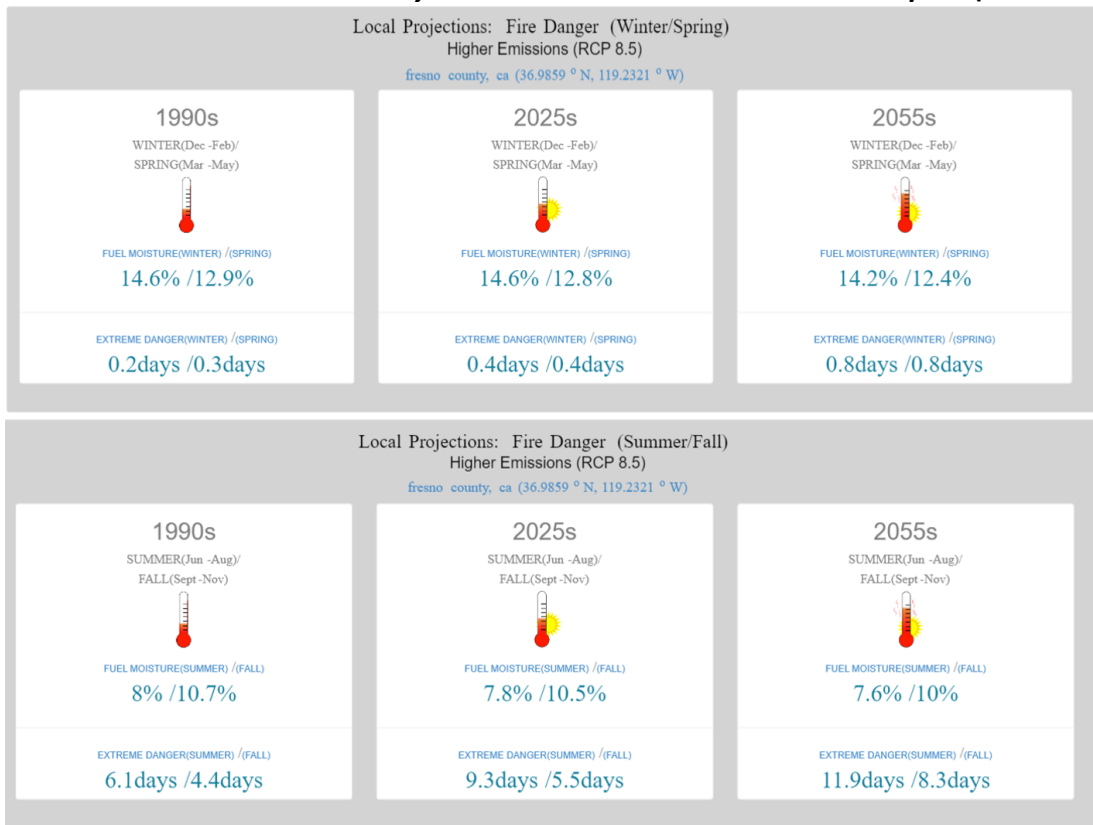 Local Projections: Fire Danger (Winter/Spring)
Higher Emissions (RCP 8.5)
fresno county, ca (36.9859 º N, 119.2321 º W)
1990s
WINTER(Dec -Feb)/
SPRING(Mar -May)
FUEL MOISTURE(WINTER) /(SPRING)
14.6% /12.9%
EXTREME DANGER(WINTER) /(SPRING)
0.2days /0.3days
2025s
WINTER(Dec -Feb)/
SPRING(Mar -May)
FUEL MOISTURE(WINTER) /(SPRING)
14.6% /12.8%
EXTREME DANGER(WINTER) /(SPRING)
0.4days /0.4days
2055s
WINTER(Dec -Feb)/
SPRING(Mar -May)
FUEL MOISTURE(WINTER) /(SPRING)
14.2% /12.4%
EXTREME DANGER(WINTER) /(SPRING)
0.8days /0.8days
Local Projections: Fire Danger (Summer/Fall)
Higher Emissions (RCP 8.5)
fresno county, ca (36.9859 º N, 119.2321 º W)
1990s
SUMMER(Jun -Aug)/
FALL(Sept -Nov)
FUEL MOISTURE(SUMMER) /(FALL)
8% /10.7%
EXTREME DANGER(SUMMER) /(FALL)
6.1days /4.4days
2025s
SUMMER(Jun -Aug)/
FALL(Sept -Nov)
FUEL MOISTURE(SUMMER) /(FALL)
7.8% /10.5%
EXTREME DANGER(SUMMER) /(FALL)
9.3days /5.5days
2055s
SUMMER(Jun -Aug)/
FALL(Sept -Nov)
FUEL MOISTURE(SUMMER) /(FALL)
7.6% /10%
EXTREME DANGER(SUMMER) /(FALL)
11.9days /8.3days